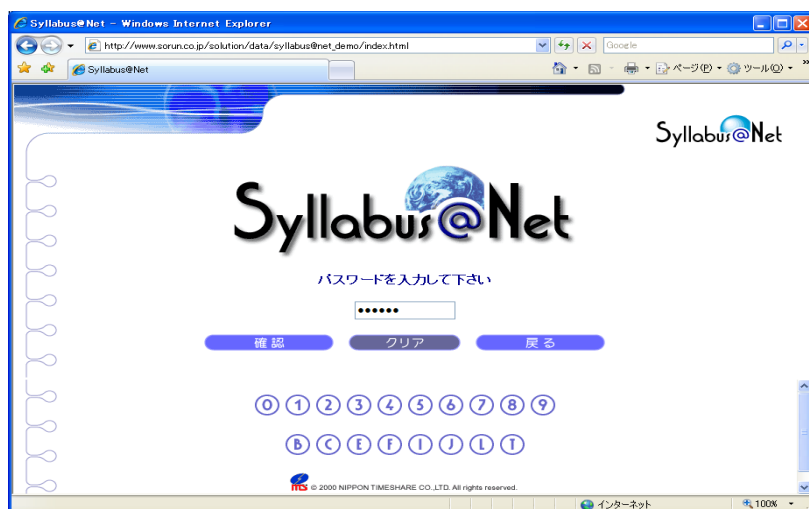 Syllabus@Net - Windows Internet Explorer
http://www.sorun.co.jp/solution/data/syllabus@net_demo/index.html
Google
Syllabus@Net
ページ(P)
ツール(O)
Syllabus@Net
Syllabus@Net
パスワードを入力して下さい
••••••
確認 クリア 戻る
0 1 2 3 4 5 6 7 8 9
B C E F I J L T
nts © 2000 NIPPON TIMESHARE CO.,LTD. All rights reserved.
インターネット 100%